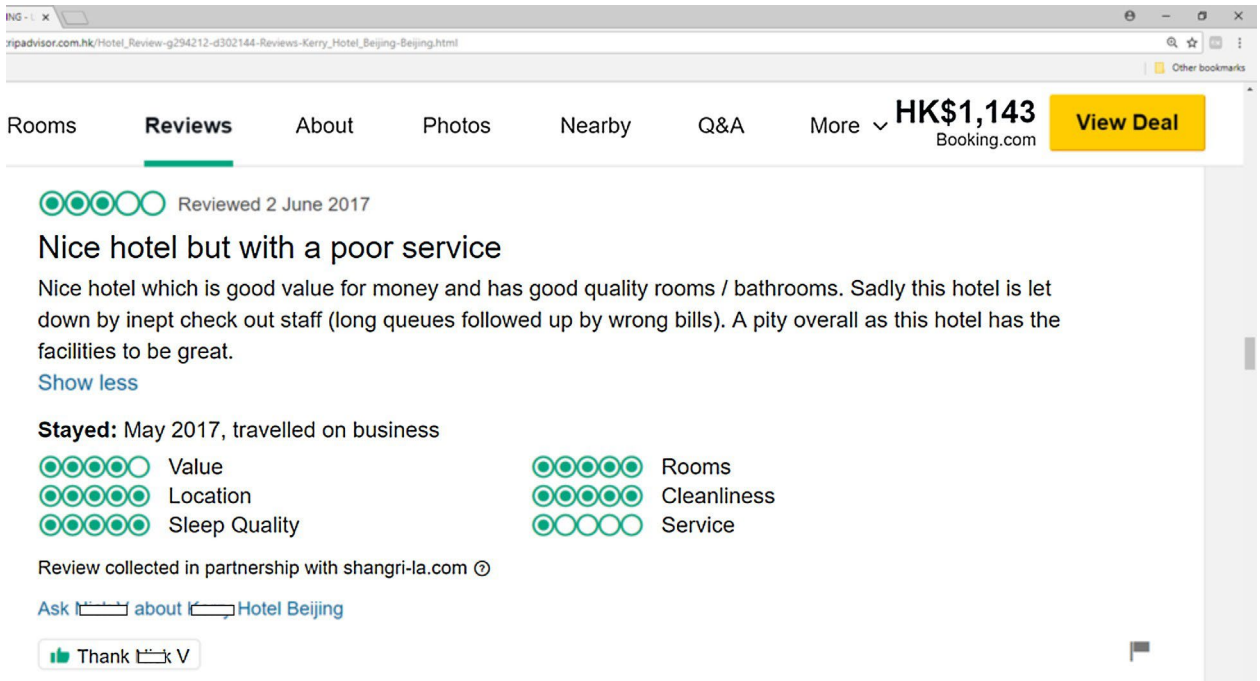 ING - L
tripadvisor.com.hk/Hotel_Review-g294212-d302144-Reviews-Kerry_Hotel_Beijing-Beijing.html
Other bookmarks
Rooms Reviews About Photos Nearby Q&A More HK$1,143 View Deal
Booking.com
Reviewed 2 June 2017
Nice hotel but with a poor service
Nice hotel which is good value for money and has good quality rooms / bathrooms. Sadly this hotel is let
down by inept check out staff (long queues followed up by wrong bills). A pity overall as this hotel has the
facilities to be great.
Show less
Stayed: May 2017, travelled on business
Value Rooms
Location Cleanliness
Sleep Quality Service
Review collected in partnership with shangri-la.com
Ask about Hotel Beijing
Thank V